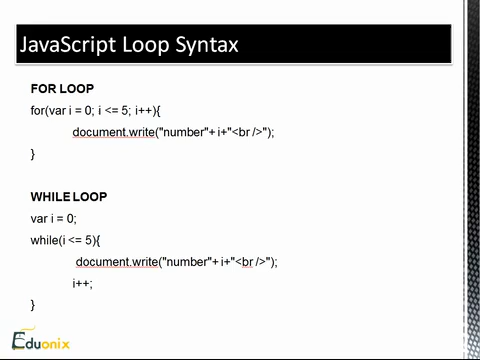 JavaScript Loop Syntax
FOR LOOP
for(var i = 0; i <= 5; i++){
document.write("number"+ i+"<br />");
}
WHILE LOOP
var i = 0;
while(i <= 5){
document.write("number"+ i+"<br />");
i++;
}
Eduonix